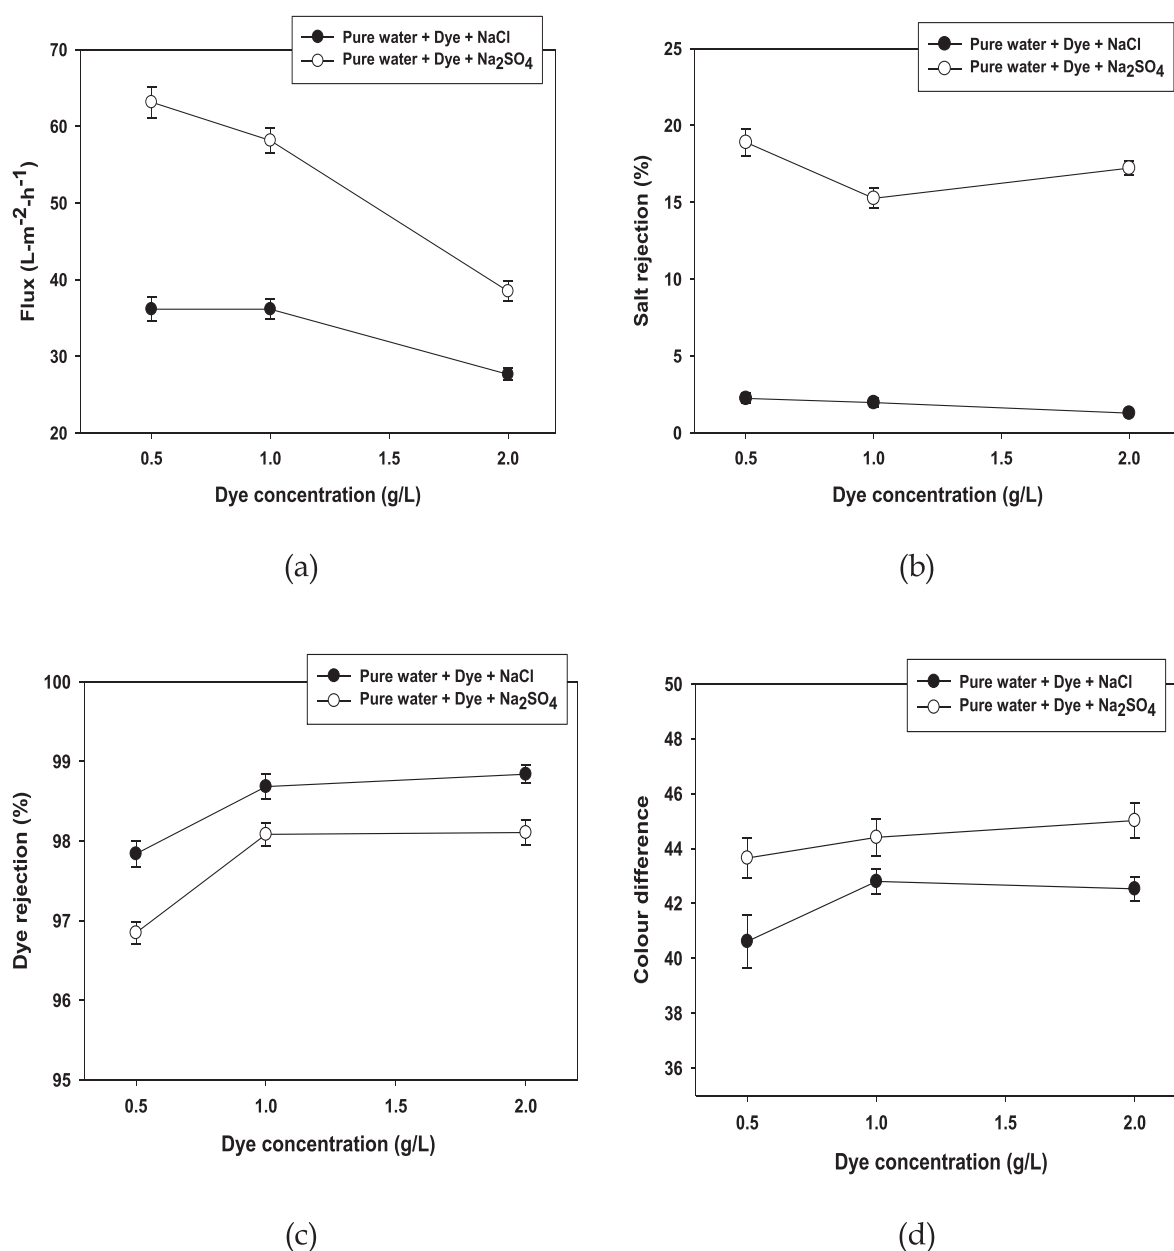 Pure water + Dye + NaCl
Pure water + Dye + Na2SO4
70
60
50
40
30
20
Flux (L-m-2-h-1)
0.5 1.0 1.5 2.0
Dye concentration (g/L)
(a)
Pure water + Dye + NaCl
Pure water + Dye + Na2SO4
25
20
15
10
5
0
Salt rejection (%)
0.5 1.0 1.5 2.0
Dye concentration (g/L)
(b)
Pure water + Dye + NaCl
Pure water + Dye + Na2SO4
100
99
98
97
96
95
Dye rejection (%)
0.5 1.0 1.5 2.0
Dye concentration (g/L)
(c)
Pure water + Dye + NaCl
Pure water + Dye + Na2SO4
50
48
46
44
42
40
38
36
Colour difference
0.5 1.0 1.5 2.0
Dye concentration (g/L)
(d)